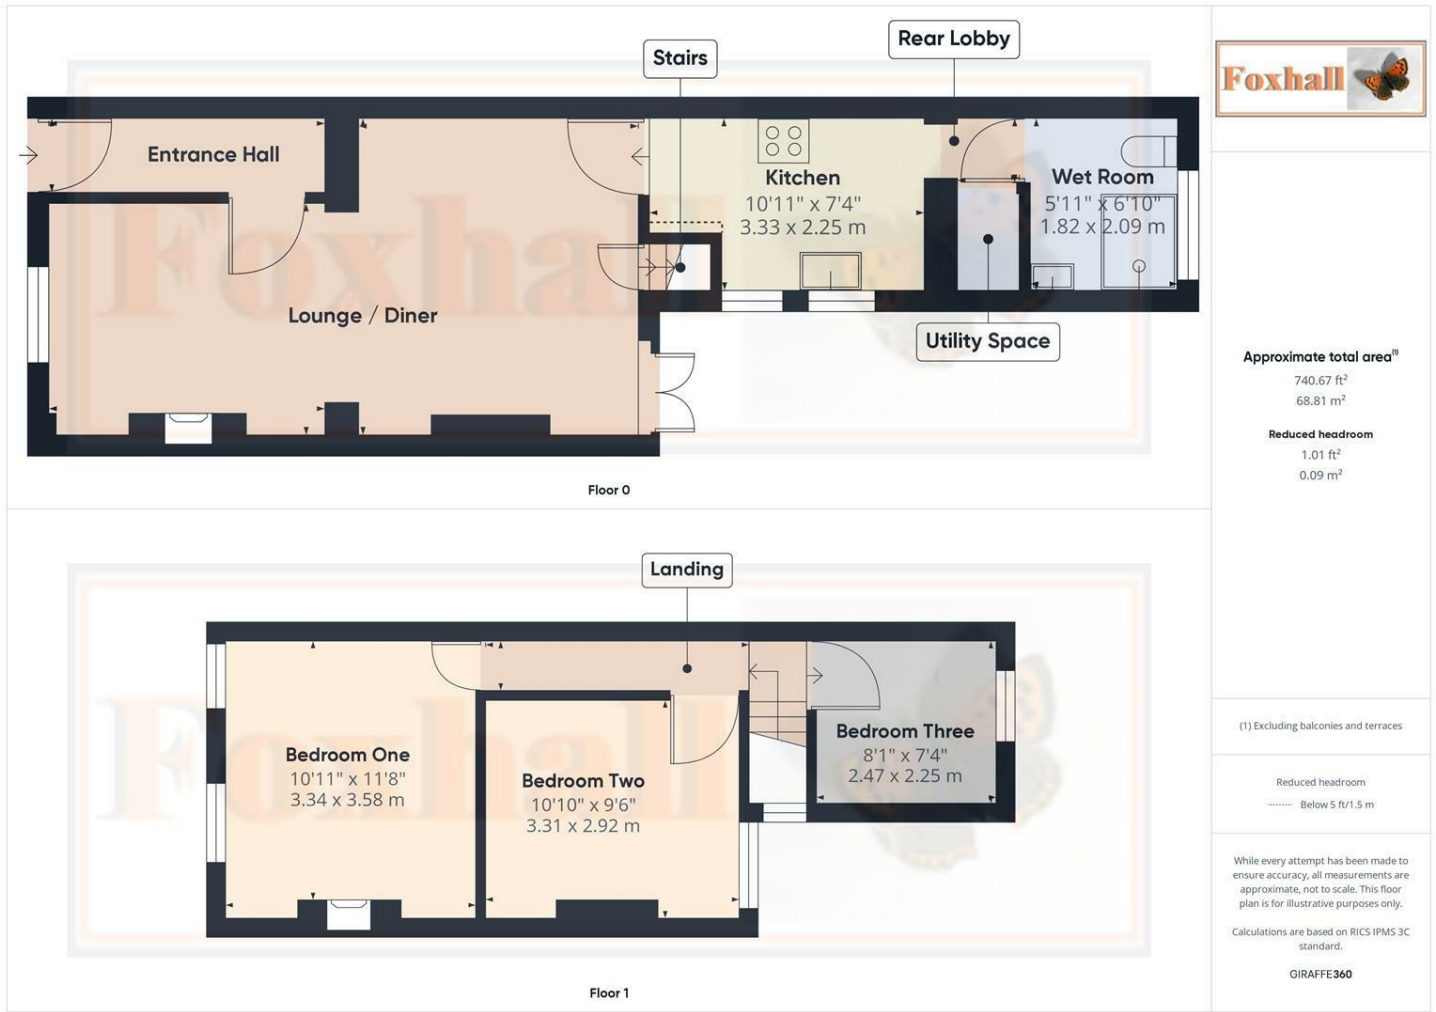 Stairs
Rear Lobby
Entrance Hall
Kitchen
10'11" x 7'4"
3.33 x 2.25 m
Wet Room
5'11" x 6'10"
1.82 x 2.09 m
Lounge / Diner
Utility Space
Floor 0
Landing
Bedroom One
10'11" x 11'8"
3.34 x 3.58 m
Bedroom Two
10'10" x 9'6"
3.31 x 2.92 m
Bedroom Three
8'1" x 7'4"
2.47 x 2.25 m
Floor 1
Foxhall
Foxhall
Foxhall
Approximate total area(1)
740.67 ft²
68.81 m²
Reduced headroom
1.01 ft²
0.09 m²
(1) Excluding balconies and terraces
Reduced headroom
Below 5 ft/1.5 m
While every attempt has been made to
ensure accuracy, all measurements are
approximate, not to scale. This floor
plan is for illustrative purposes only.
Calculations are based on RICS IPMS 3C
standard.
GIRAFFE360